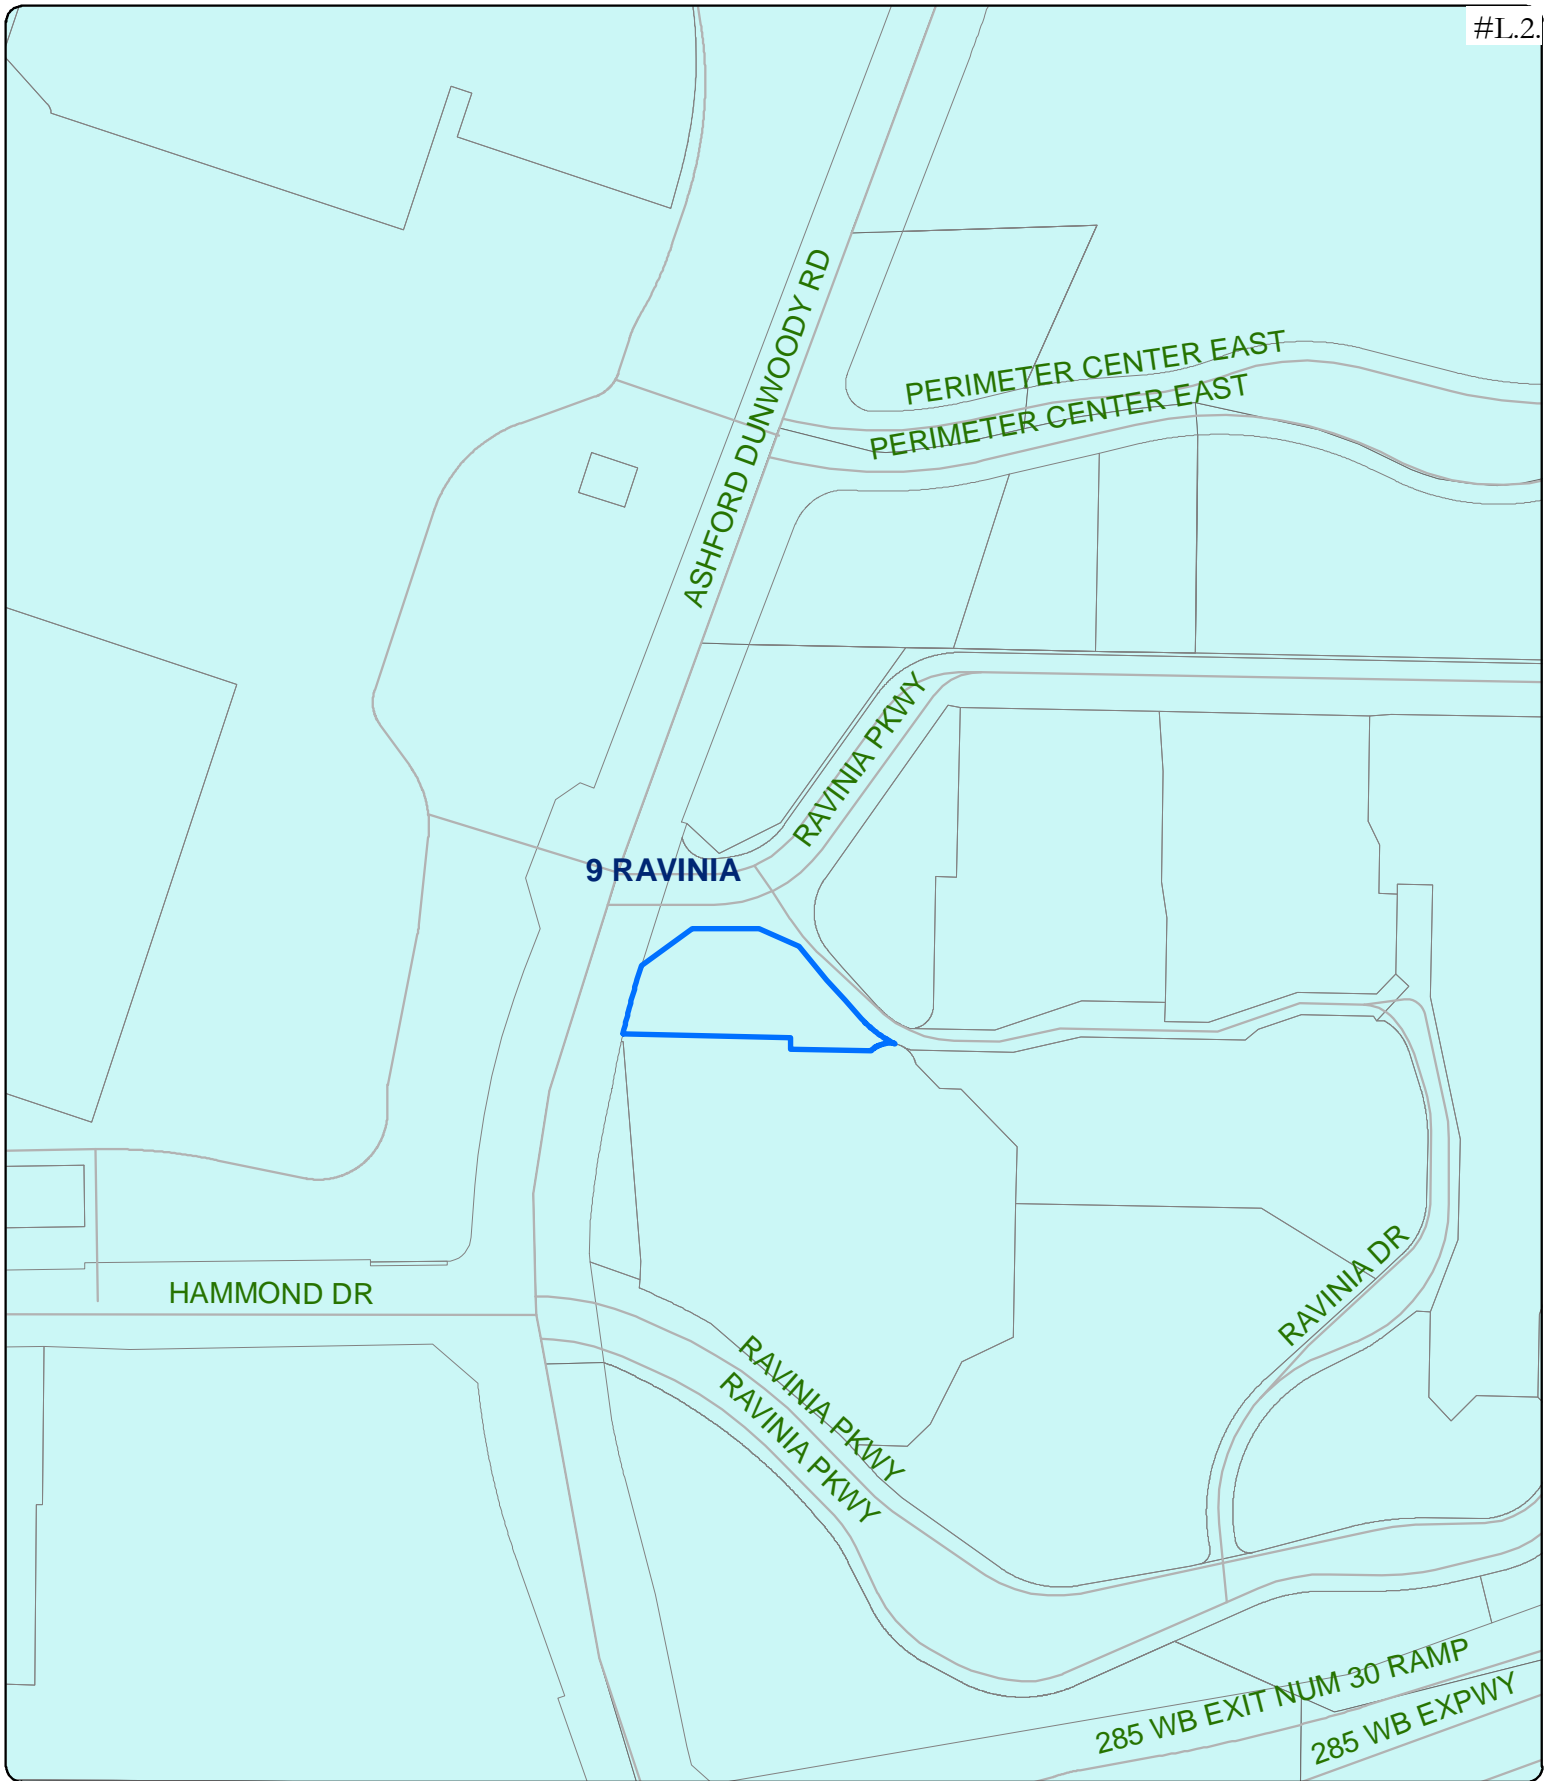 #L.2.
ASHFORD DUNWOODY RD
PERIMETER CENTER EAST
PERIMETER CENTER EAST
RAVINIA PKWY
9 RAVINIA
HAMMOND DR
RAVINIA DR
RAVINIA PKWY
RAVINIA PKWY
285 WB EXIT NUM 30 RAMP
285 WB EXPWY